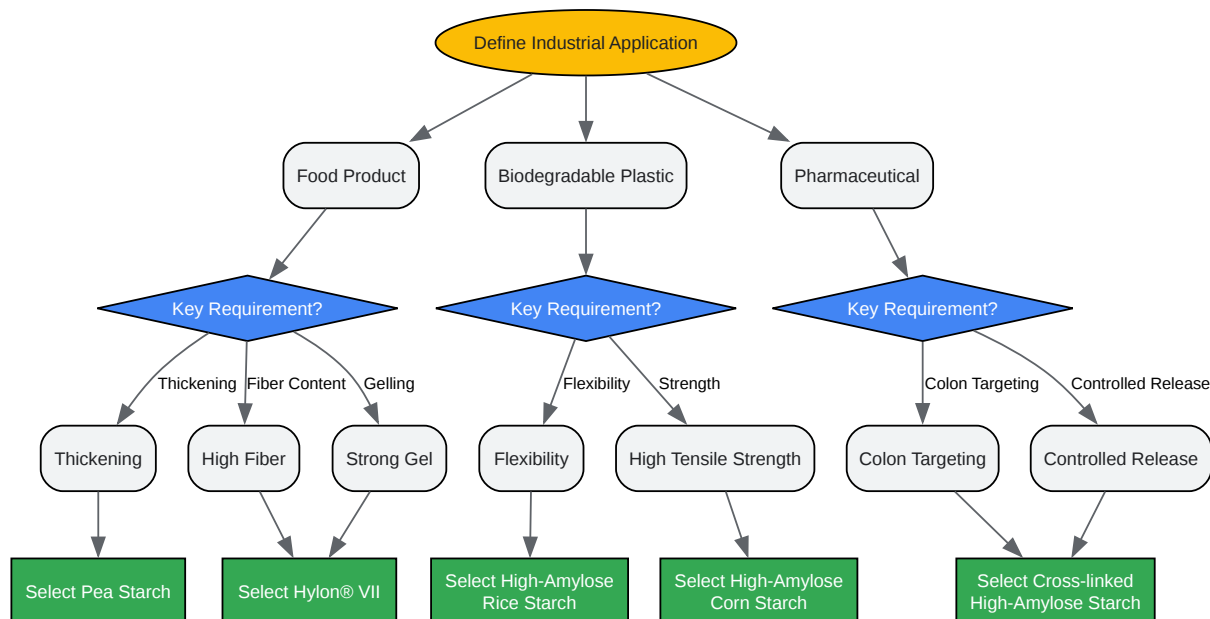 Define Industrial Application
Food Product
Biodegradable Plastic
Pharmaceutical
Key Requirement?
Key Requirement?
Key Requirement?
Thickening
Fiber Content
Gelling
Flexibility
Strength
Colon Targeting
Controlled Release
Thickening
High Fiber
Strong Gel
Flexibility
High Tensile Strength
Colon Targeting
Controlled Release
Select Pea Starch
Select Hylon® VII
Select High-Amylose
Rice Starch
Select High-Amylose
Corn Starch
Select Cross-linked
High-Amylose Starch